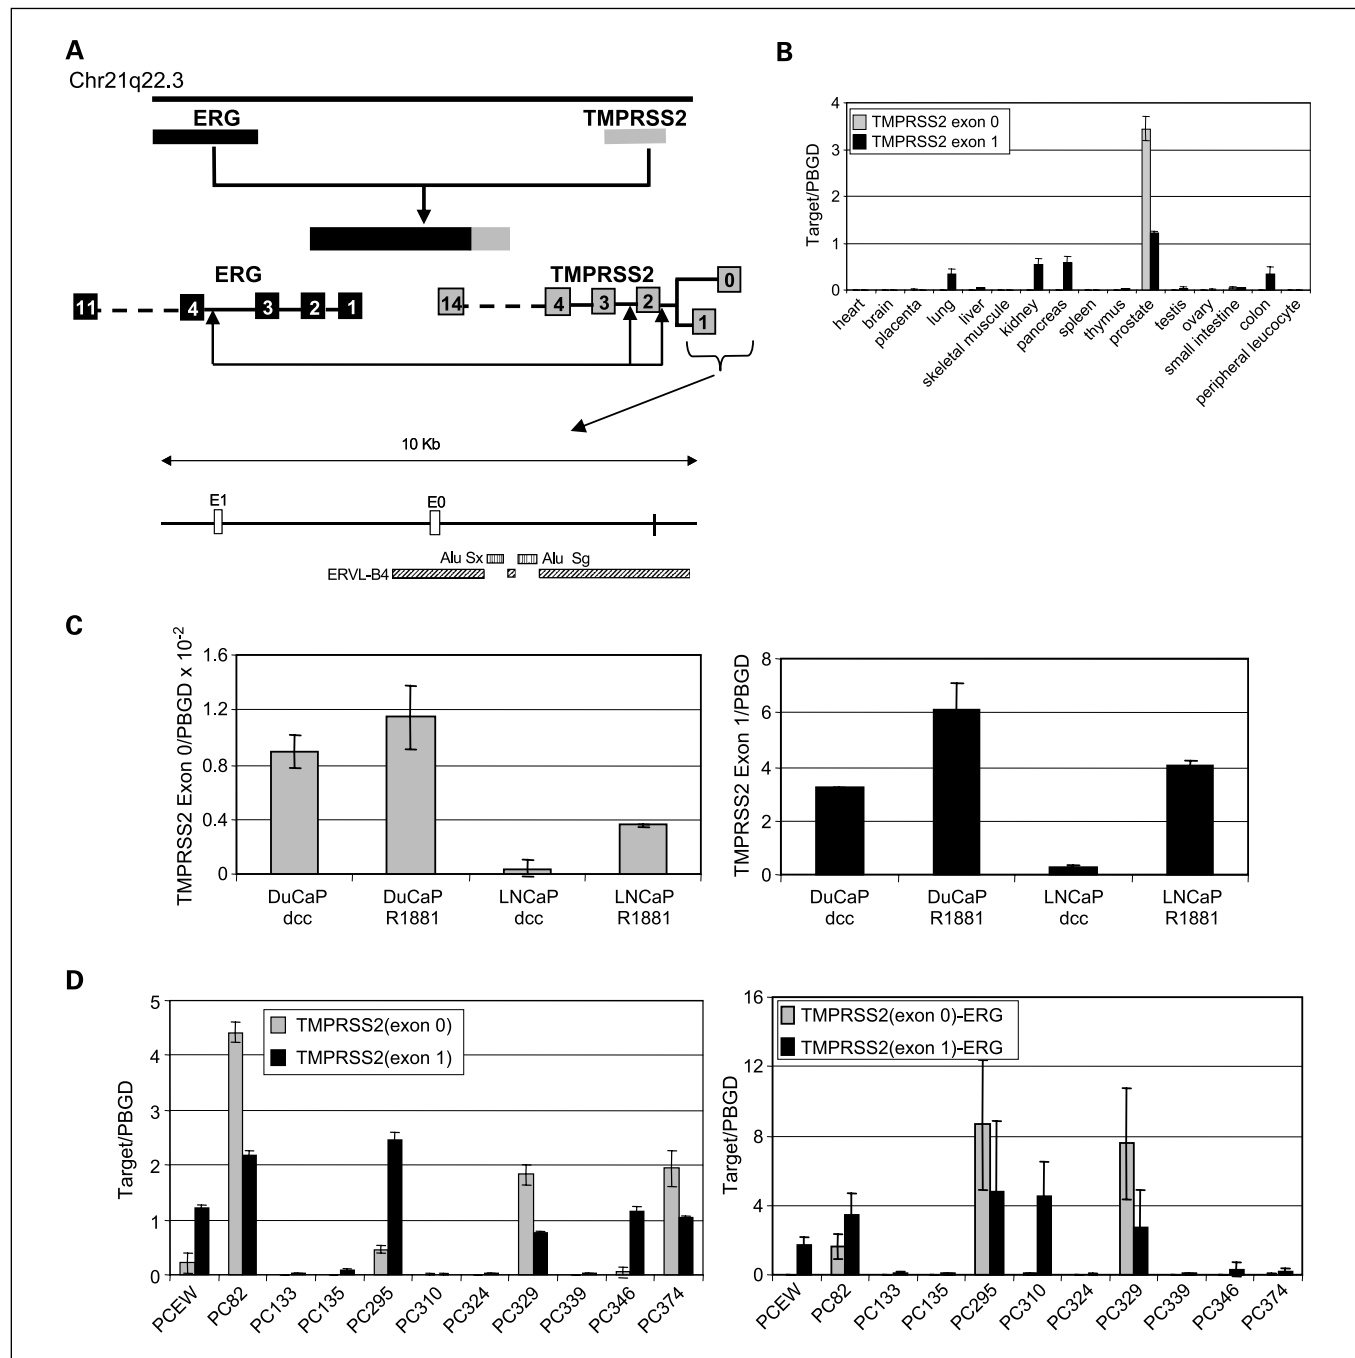 A
Chr21q22.3
ERG
TMPRSS2
ERG
TMPRSS2
11
4
3
2
1
14
4
3
2
0
1
10 Kb
E1
E0
Alu Sx
Alu Sg
ERVL-B4
B
Target/PBGD
4
3
2
1
0
TMPRSS2 exon 0
TMPRSS2 exon 1
heart
brain
placenta
lung
liver
skeletal muscule
kidney
pancreas
spleen
thymus
prostate
testis
ovary
small intestine
colon
peripheral leucocyte
C
TMPRSS2 Exon 0/PBGD x 10-2
1.6
1.2
0.8
0.4
0
DuCaP dcc
DuCaP R1881
LNCaP dcc
LNCaP R1881
TMPRSS2 Exon 1/PBGD
8
6
4
2
0
DuCaP dcc
DuCaP R1881
LNCaP dcc
LNCaP R1881
D
Target/PBGD
5
4
3
2
1
0
TMPRSS2(exon 0)
TMPRSS2(exon 1)
PCEW
PC82
PC133
PC135
PC295
PC310
PC324
PC329
PC339
PC346
PC374
Target/PBGD
16
12
8
4
0
TMPRSS2(exon 0)-ERG
TMPRSS2(exon 1)-ERG
PCEW
PC82
PC133
PC135
PC295
PC310
PC324
PC329
PC339
PC346
PC374